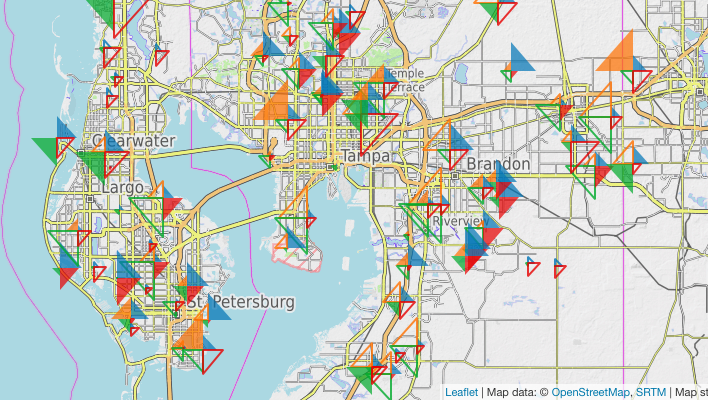 Temple
Terrace
Clearwater
Tampa
Brandon
Largo
Riverview
St. Petersburg
Leaflet | Map data: © OpenStreetMap, SRTM | Map st